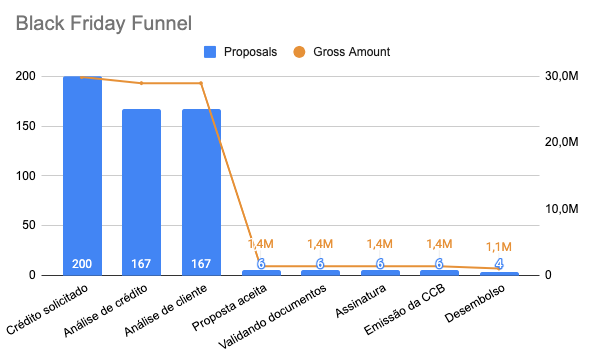 Black Friday Funnel
Proposals
Gross Amount
200
150
100
50
0
30,0M
20,0M
10,0M
0
200
167
167
6
6
6
6
4
1,4M
1,4M
1,4M
1,4M
1,1M
Crédito solicitado
Análise de crédito
Análise de cliente
Proposta aceita
Validando documentos
Assinatura
Emissão da CCB
Desembolso